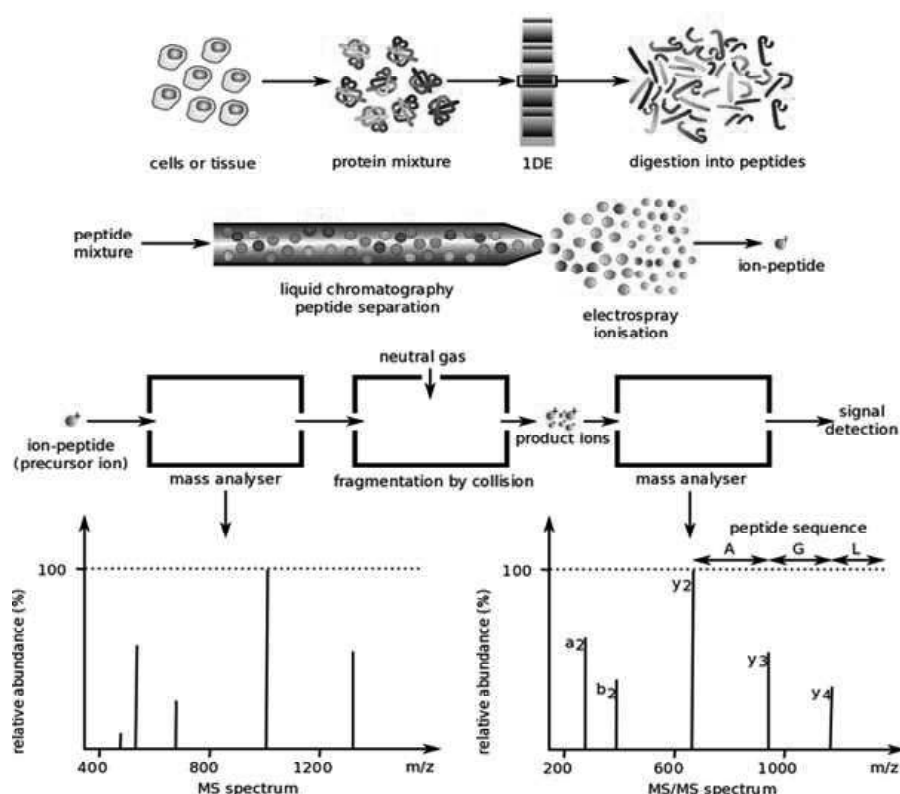 cells or tissue
protein mixture
1DE
digestion into peptides
peptide
mixture
liquid chromatography
peptide separation
electrospray
ionisation
+
ion-peptide
neutral gas
+
ion-peptide
(precursor ion)
mass analyser
fragmentation by collision
product ions
mass analyser
signal
detection
relative abundance (%)
100
400
800
1200
m/z
MS spectrum
peptide sequence
A
G
L
relative abundance (%)
100
a2
b2
y2
y3
y4
200
600
1000
m/z
MS/MS spectrum